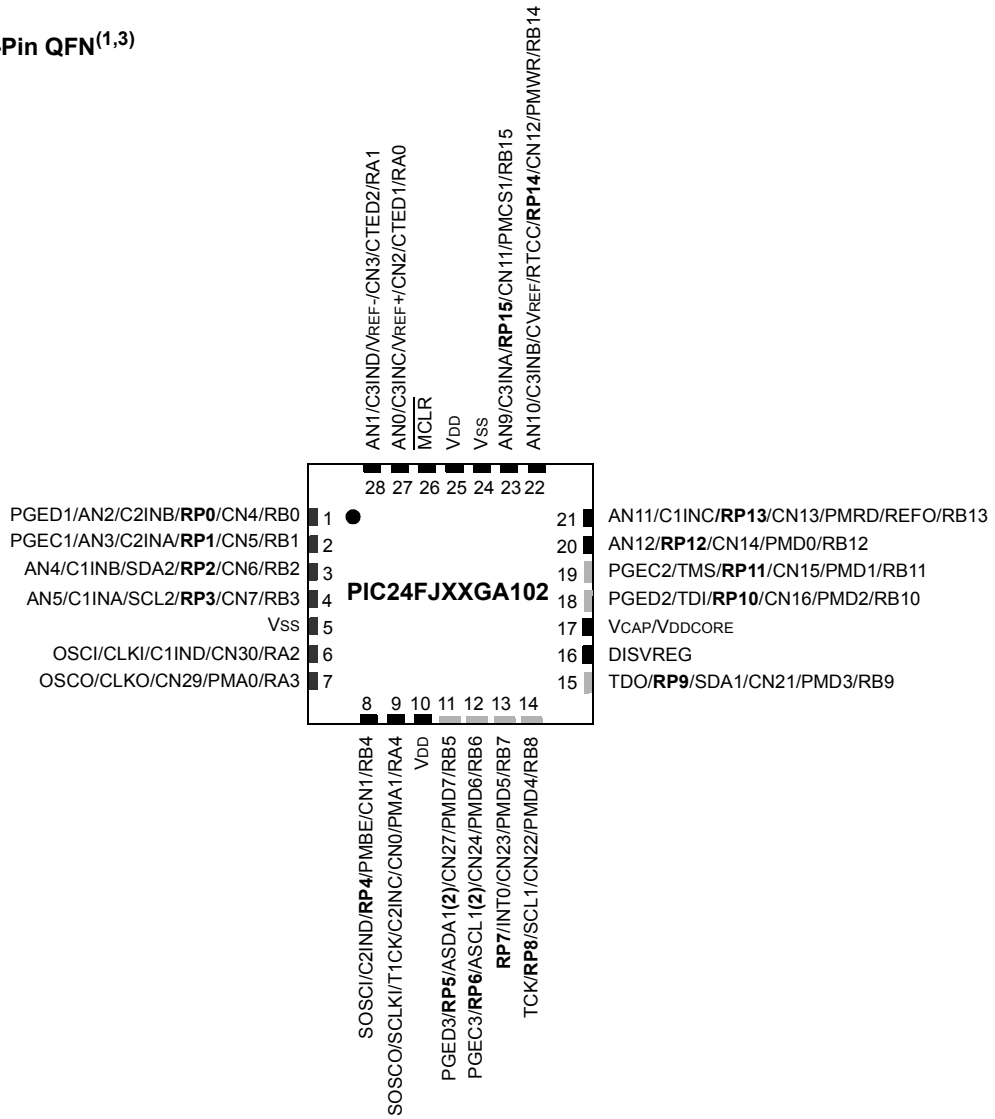 -Pin QFN(1,3)
AN1/C3IND/VREF-/CN3/CTED2/RA1
AN0/C3INC/VREF+/CN2/CTED1/RA0
MCLR
VDD
VSS
AN9/C3INA/RP15/CN11/PMCS1/RB15
AN10/C3INB/CVREF/RTCC/RP14/CN12/PMWR/RB14
28 27 26 25 24 23 22
PGED1/AN2/C2INB/RP0/CN4/RB0 1
PGEC1/AN3/C2INA/RP1/CN5/RB1 2
AN4/C1INB/SDA2/RP2/CN6/RB2 3
AN5/C1INA/SCL2/RP3/CN7/RB3 4
VSS 5
OSCI/CLKI/C1IND/CN30/RA2 6
OSCO/CLKO/CN29/PMA0/RA3 7
PIC24FJXXGA102
21 AN11/C1INC/RP13/CN13/PMRD/REFO/RB13
20 AN12/RP12/CN14/PMD0/RB12
19 PGEC2/TMS/RP11/CN15/PMD1/RB11
18 PGED2/TDI/RP10/CN16/PMD2/RB10
17 VCAP/VDDCORE
16 DISVREG
15 TDO/RP9/SDA1/CN21/PMD3/RB9
8 9 10 11 12 13 14
SOSCI/C2IND/RP4/PMBE/CN1/RB4
SOSCO/SCLKI/T1CK/C2INC/CN0/PMA1/RA4
VDD
PGED3/RP5/ASDA1(2)/CN27/PMD7/RB5
PGEC3/RP6/ASCL1(2)/CN24/PMD6/RB6
RP7/INT0/CN23/PMD5/RB7
TCK/RP8/SCL1/CN22/PMD4/RB8